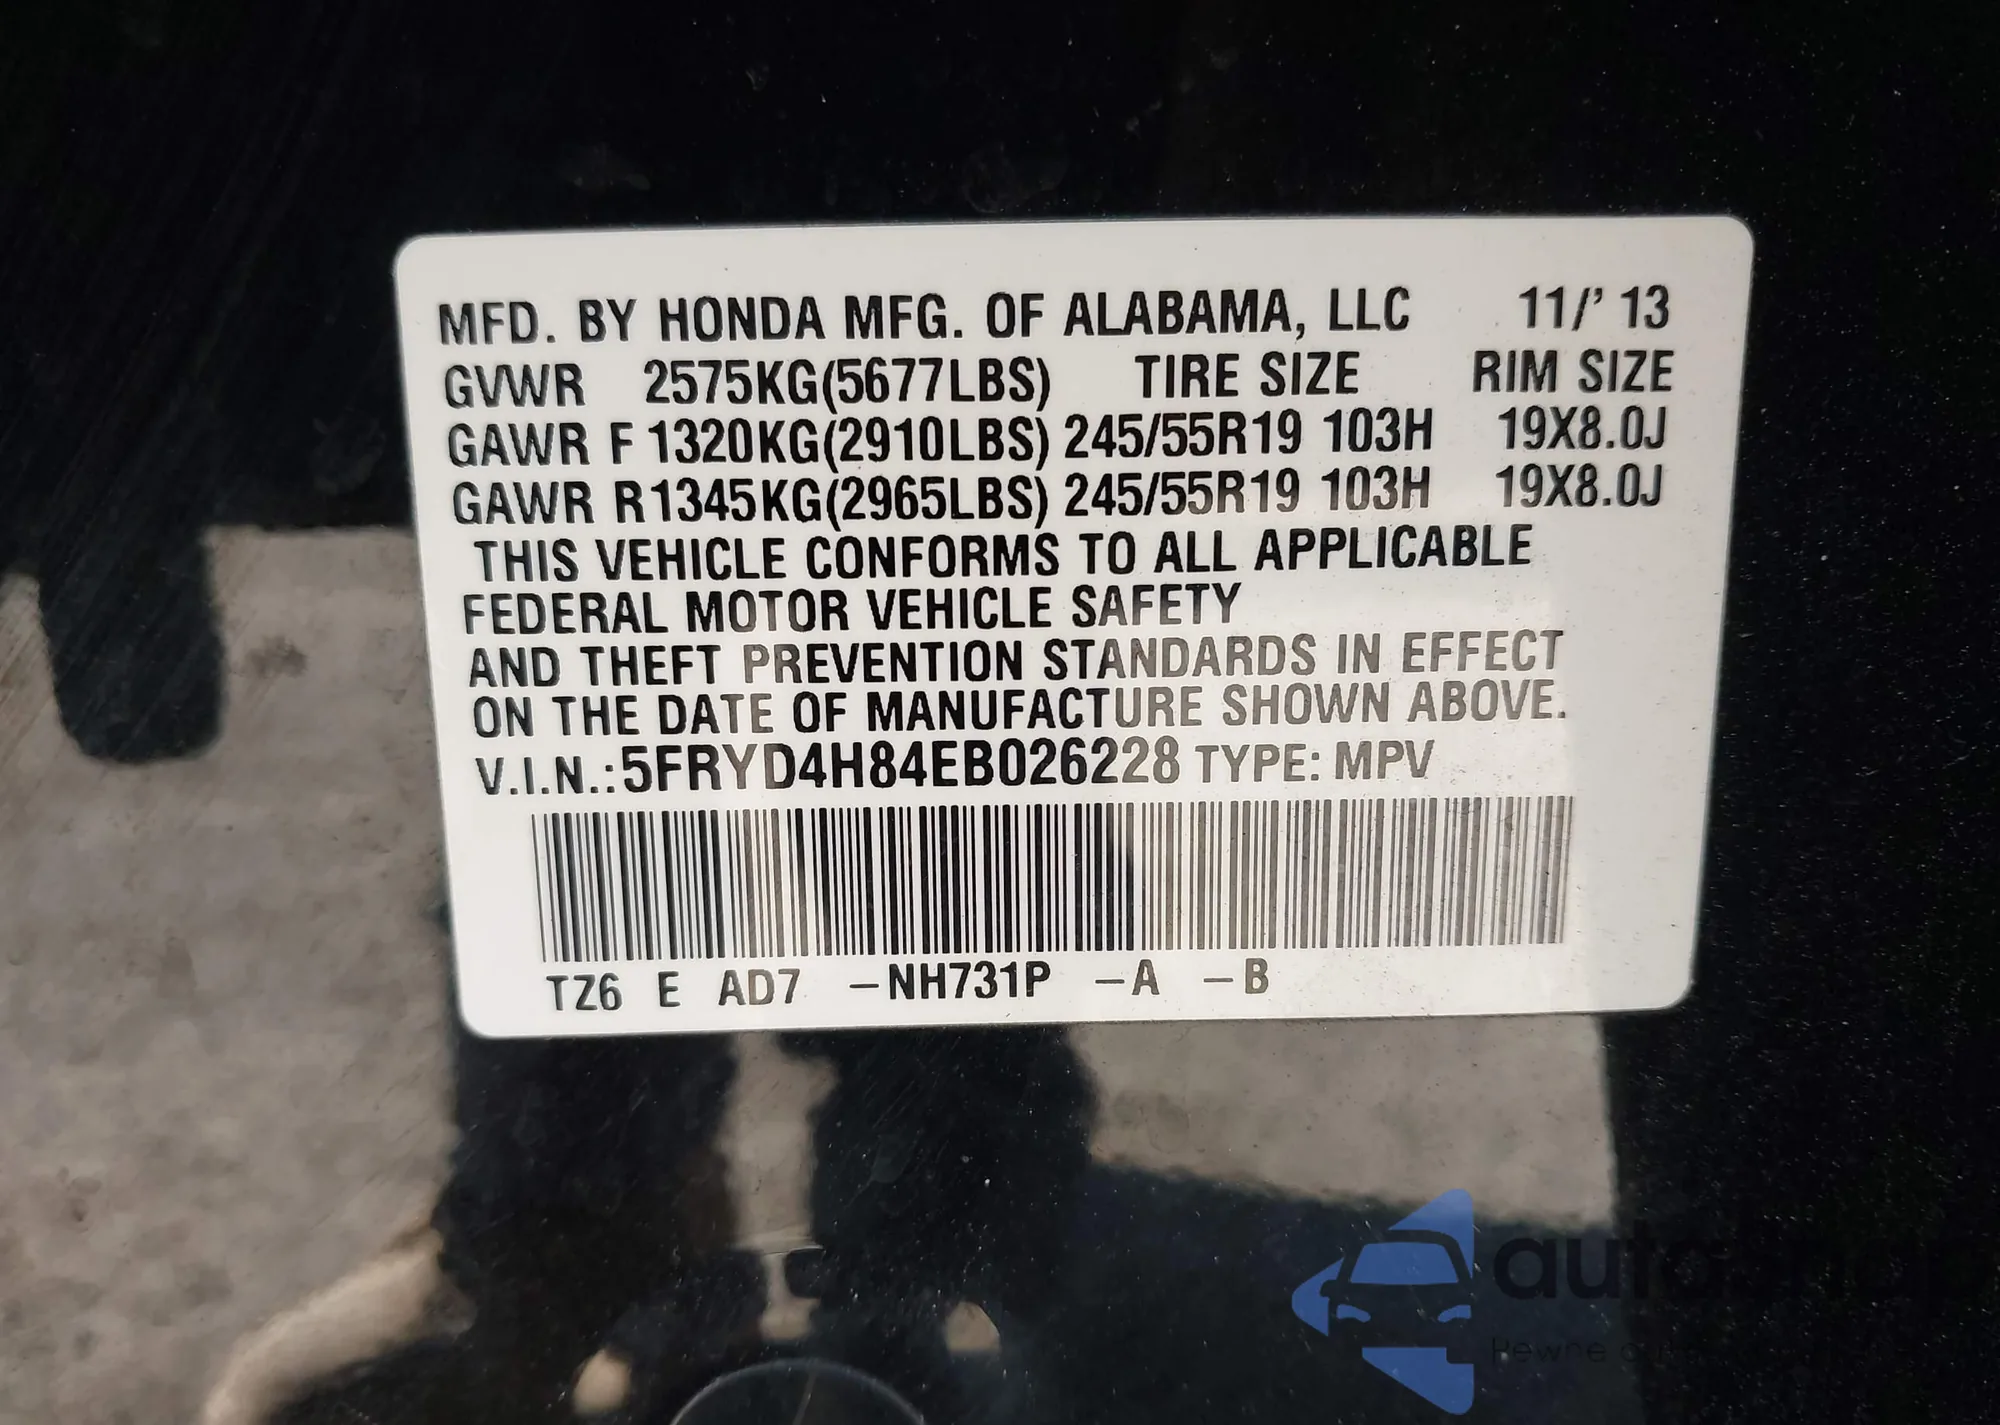 MFD. BY HONDA MFG. OF ALABAMA, LLC 11/' 13
GVWR 2575KG(5677LBS) TIRE SIZE RIM SIZE
GAWR F 1320KG(2910LBS) 245/55R19 103H 19X8.0J
GAWR R 1345KG(2965LBS) 245/55R19 103H 19X8.0J
THIS VEHICLE CONFORMS TO ALL APPLICABLE
FEDERAL MOTOR VEHICLE SAFETY
AND THEFT PREVENTION STANDARDS IN EFFECT
ON THE DATE OF MANUFACTURE SHOWN ABOVE.
V.I.N.: 5FRYD4H84EB026228 TYPE: MPV
TZ6 E AD7 -NH731P -A -B